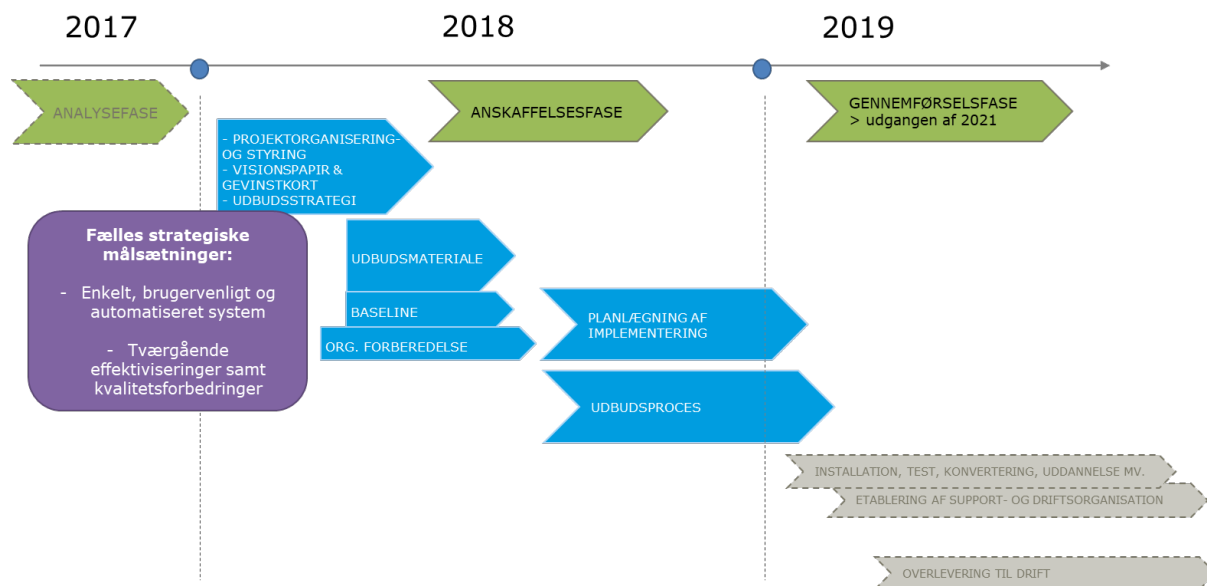 2017
2018
2019
ANALYSEFASE
ANSKAFFELSESFASE
GENNEMFØRSELSFASE
> udgangen af 2021
- PROJEKTORGANISERING-
OG STYRING
- VISIONSPAPIR &
GEVINSTKORT
- UDBUDSSTRATEGI
Fælles strategiske
målsætninger:
- Enkelt, brugervenligt og
automatiseret system
- Tværgående
effektiviseringer samt
kvalitetsforbedringer
UDBUDSMATERIALE
BASELINE
ORG. FORBEREDELSE
PLANLÆGNING AF
IMPLEMENTERING
UDBUDSPROCES
INSTALLATION, TEST, KONVERTERING, UDDANNELSE MV.
ETABLERING AF SUPPORT- OG DRIFTSORGANISATION
OVERLEVERING TIL DRIFT